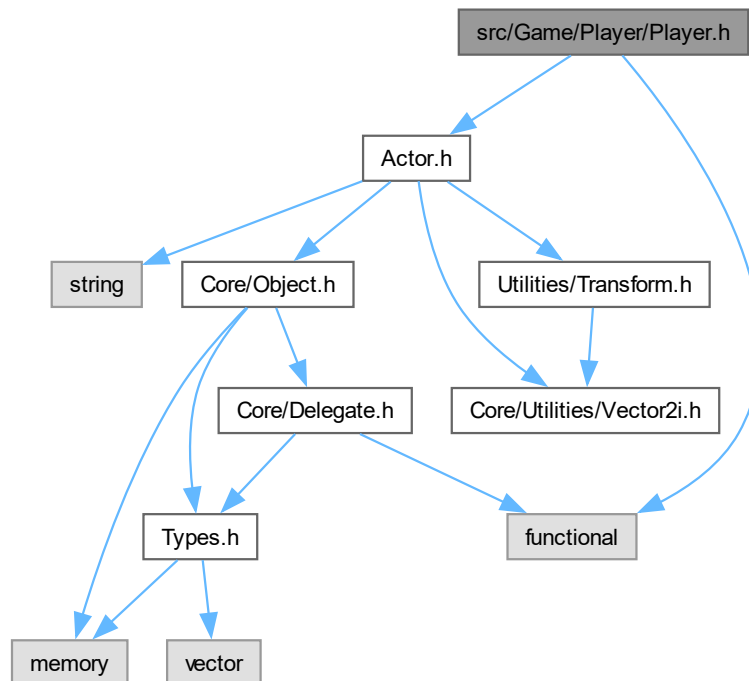 src/Game/Player/Player.h
Actor.h
string
Core/Object.h
Utilities/Transform.h
Core/Delegate.h
Core/Utilities/Vector2i.h
Types.h
functional
memory
vector